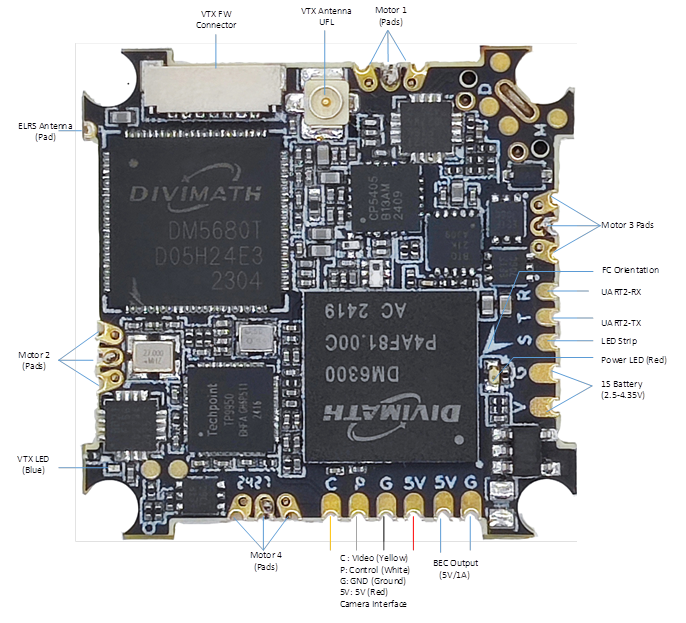 VTX FW
Connector
VTX Antenna
UFL
Motor 1
(Pads)
ELRS Antenna
(Pad)
D
M
DIVIMATH
DM5680T
D05H24E3
2304
CP5405
B13AM
2409
Motor 3 Pads
FC Orientation
R
UART2-RX
T
UART2-TX
S
LED Strip
Power LED (Red)
G
1S Battery
(2.5-4.35V)
V
AC 2419
P4AF81.00C
DM6300
DIVIMATH
Motor 2
(Pads)
27.000
Techpoint
TP9950
2416
VTX LED
(Blue)
2427
C
P
G
5V
5V
G
Motor 4
(Pads)
C : Video (Yellow)
P: Control (White)
G: GND (Ground)
5V: 5V (Red)
Camera Interface
BEC Output
(5V/1A)